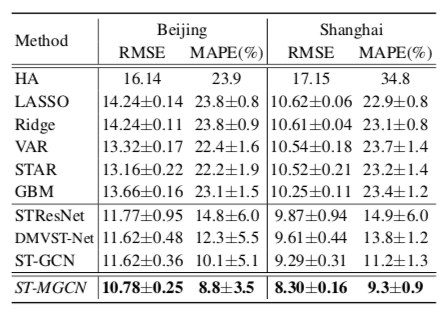 Method Beijing Shanghai
RMSE MAPE(%) RMSE MAPE(%)
HA 16.14 23.9 17.15 34.8
LASSO 14.24±0.14 23.8±0.8 10.62±0.06 22.9±0.8
Ridge 14.24±0.11 23.8±0.9 10.61±0.04 23.1±0.8
VAR 13.32±0.17 22.4±1.6 10.54±0.18 23.7±1.4
STAR 13.16±0.22 22.2±1.9 10.52±0.21 23.2±1.4
GBM 13.66±0.16 23.1±1.5 10.25±0.11 23.4±1.2
STResNet 11.77±0.95 14.8±6.0 9.87±0.94 14.9±6.0
DMVST-Net 11.62±0.48 12.3±5.5 9.61±0.44 13.8±1.2
ST-GCN 11.62±0.36 10.1±5.1 9.29±0.31 11.2±1.3
ST-MGCN 10.78±0.25 8.8±3.5 8.30±0.16 9.3±0.9